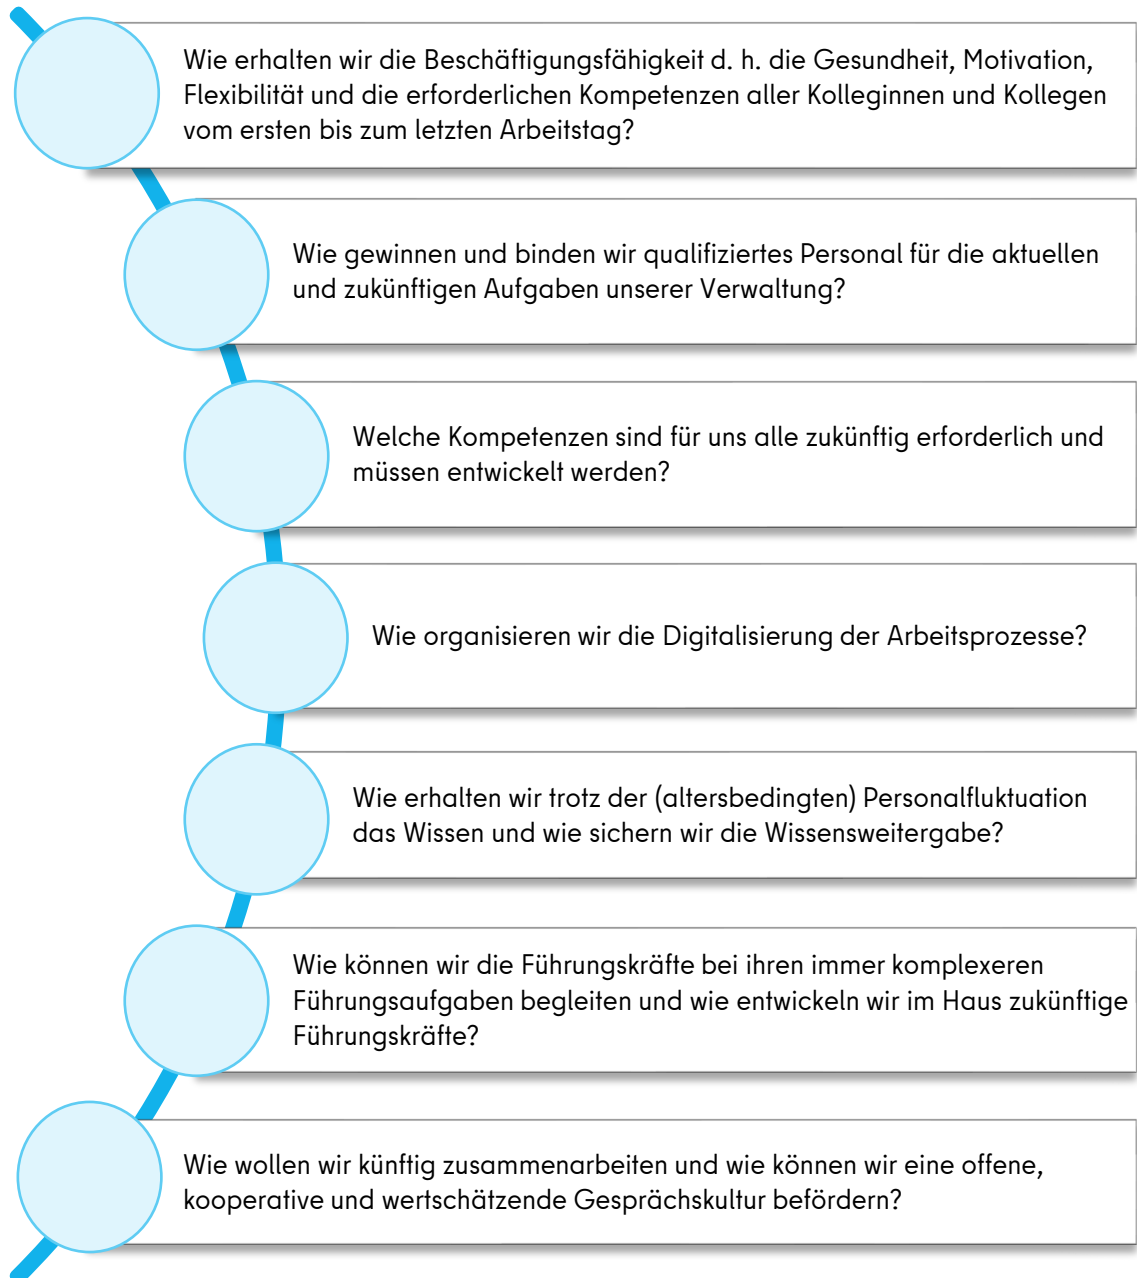 Wie erhalten wir die Beschäftigungsfähigkeit d. h. die Gesundheit, Motivation,
Flexibilität und die erforderlichen Kompetenzen aller Kolleginnen und Kollegen
vom ersten bis zum letzten Arbeitstag?
Wie gewinnen und binden wir qualifiziertes Personal für die aktuellen
und zukünftigen Aufgaben unserer Verwaltung?
Welche Kompetenzen sind für uns alle zukünftig erforderlich und
müssen entwickelt werden?
Wie organisieren wir die Digitalisierung der Arbeitsprozesse?
Wie erhalten wir trotz der (altersbedingten) Personalfluktuation
das Wissen und wie sichern wir die Wissensweitergabe?
Wie können wir die Führungskräfte bei ihren immer komplexeren
Führungsaufgaben begleiten und wie entwickeln wir im Haus zukünftige
Führungskräfte?
Wie wollen wir künftig zusammenarbeiten und wie können wir eine offene,
kooperative und wertschätzende Gesprächskultur befördern?